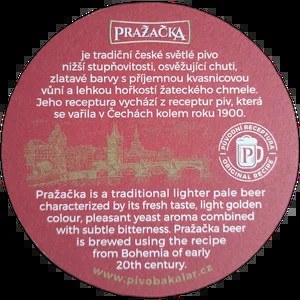 PRAŽAČKA
je tradiční české světlé pivo
nižší stupňovitosti, osvěžující chuti,
zlatavé barvy s příjemnou kvasnicovou
vůní a lehkou hořkostí žateckého chmele.
Jeho receptura vychází z receptur piv, která
se vařila v Čechách kolem roku 1900.
PŮVODNÍ RECEPTURA
P
ORIGINAL RECIPE
Pražačka is a traditional lighter pale beer
characterized by its fresh taste, light golden
colour, pleasant yeast aroma combined
with subtle bitterness. Pražačka beer
is brewed using the recipe
from Bohemia of early
20th century.
www.pivobakalar.cz